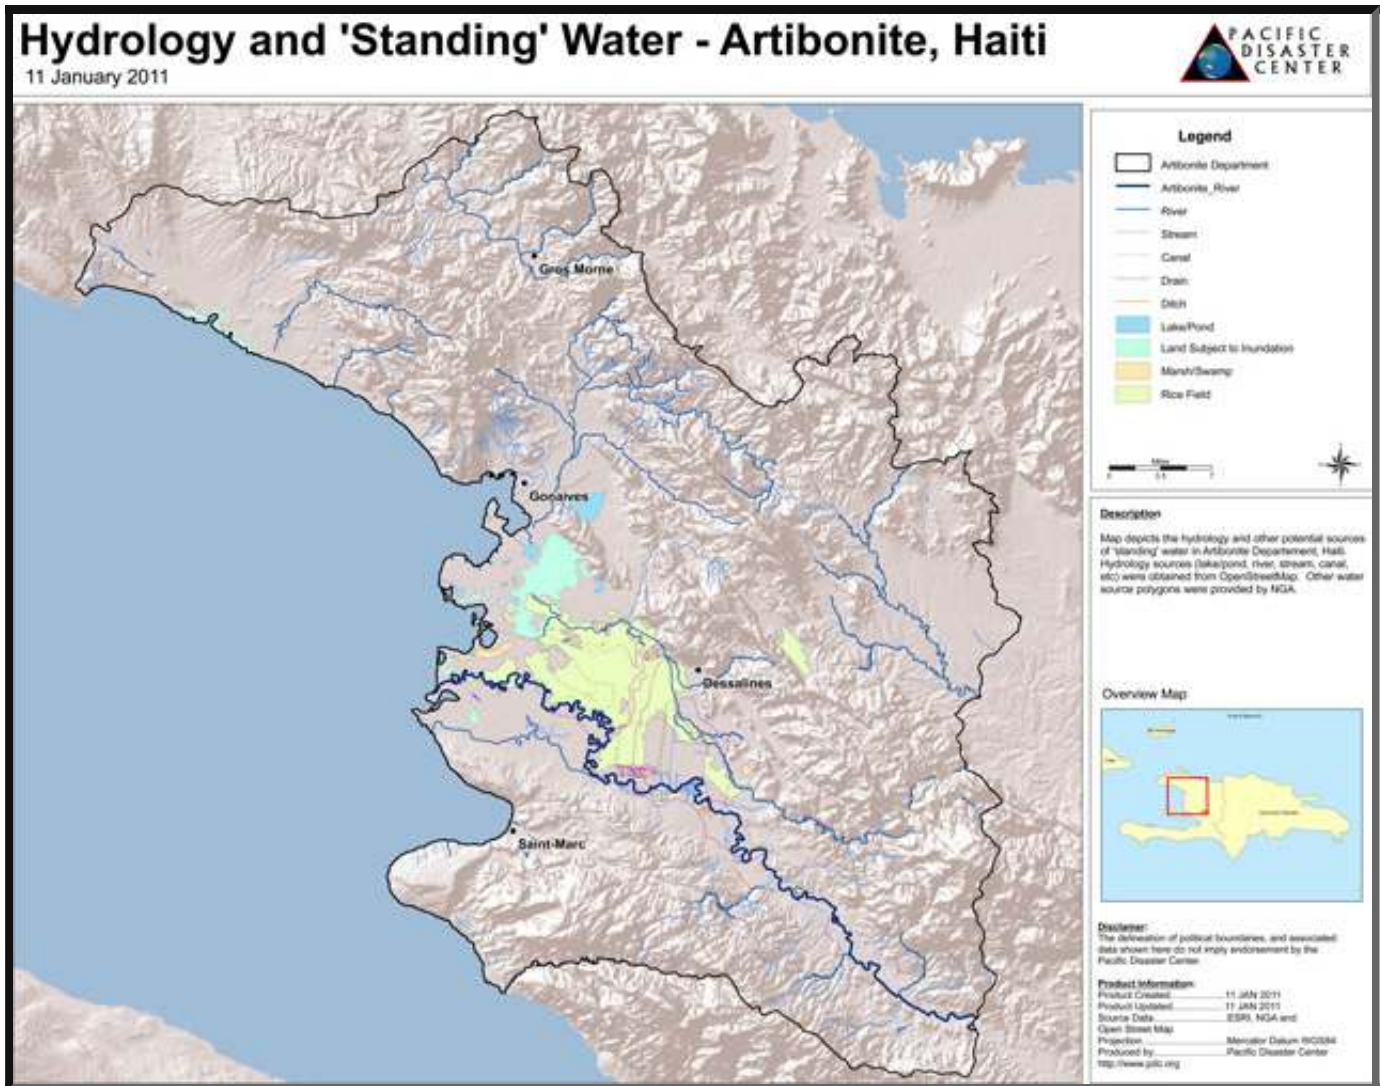 Hydrology and 'Standing' Water - Artibonite, Haiti
11 January 2011
PACIFIC
DISASTER
CENTER
Legend
Artibonite Department
Artibonite_River
River
Stream
Canal
Drain
Ditch
Lake/Pond
Land Subject to Inundation
Marsh/Swamp
Rice Field
Miles
0 3.5 7
Description
Map depicts the hydrology and other potential sources
of 'standing' water in Artibonite Departement, Haiti.
Hydrology sources (lake/pond, river, stream, canal,
etc) were obtained from OpenStreetMap. Other water
source polygons were provided by NGA.
Overview Map
Disclaimer:
The delineation of political boundaries, and associated
data shown here do not imply endorsement by the
Pacific Disaster Center.
Product Information:
Product Created 11 JAN 2011
Product Updated 11 JAN 2011
Source Data ESRI, NGA and
Open Street Map
Projection Mercator Datum WGS84
Produced by Pacific Disaster Center
http://www.pdc.org
Gros Morne
Gonaives
Dessalines
Saint-Marc